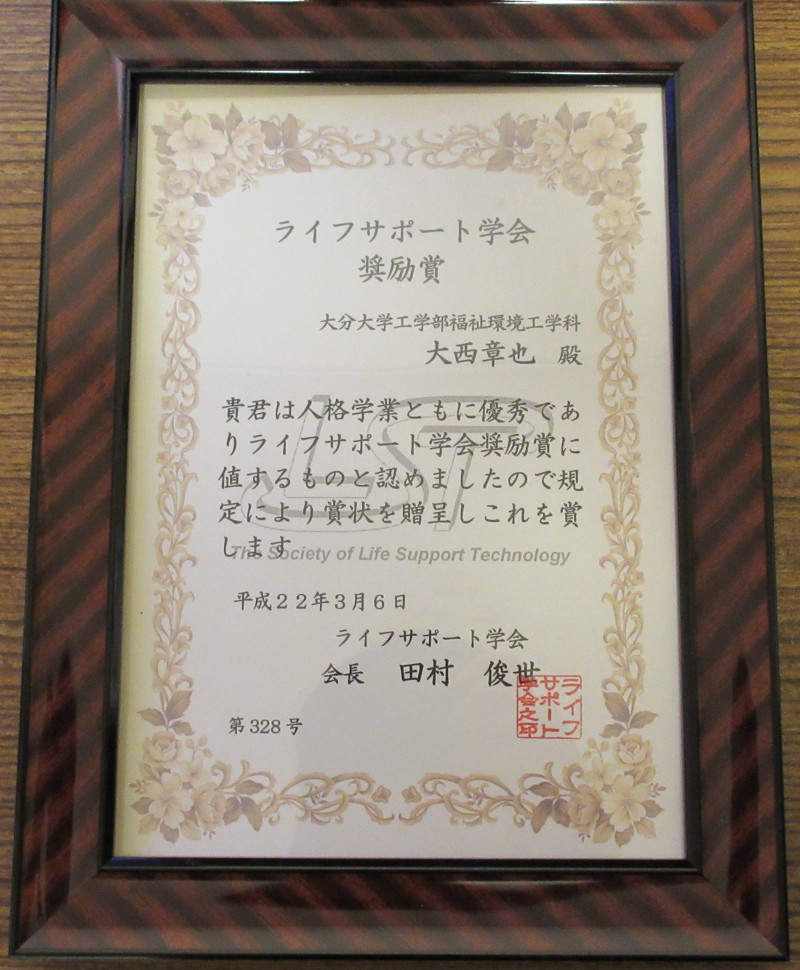 ライフサポート学会
奨励賞
大分大学工学部福祉環境工学科
大西章也 殿
貴君は人格学業ともに優秀であ
りライフサポート学会奨励賞に
値するものと認めましたので規
定により賞状を贈呈しこれを賞
します
LST
The Society of Life Support Technology
平成２２年３月６日
ライフサポート学会
会長 田村 俊世
ライフ
サポート
学会之印
第 328 号